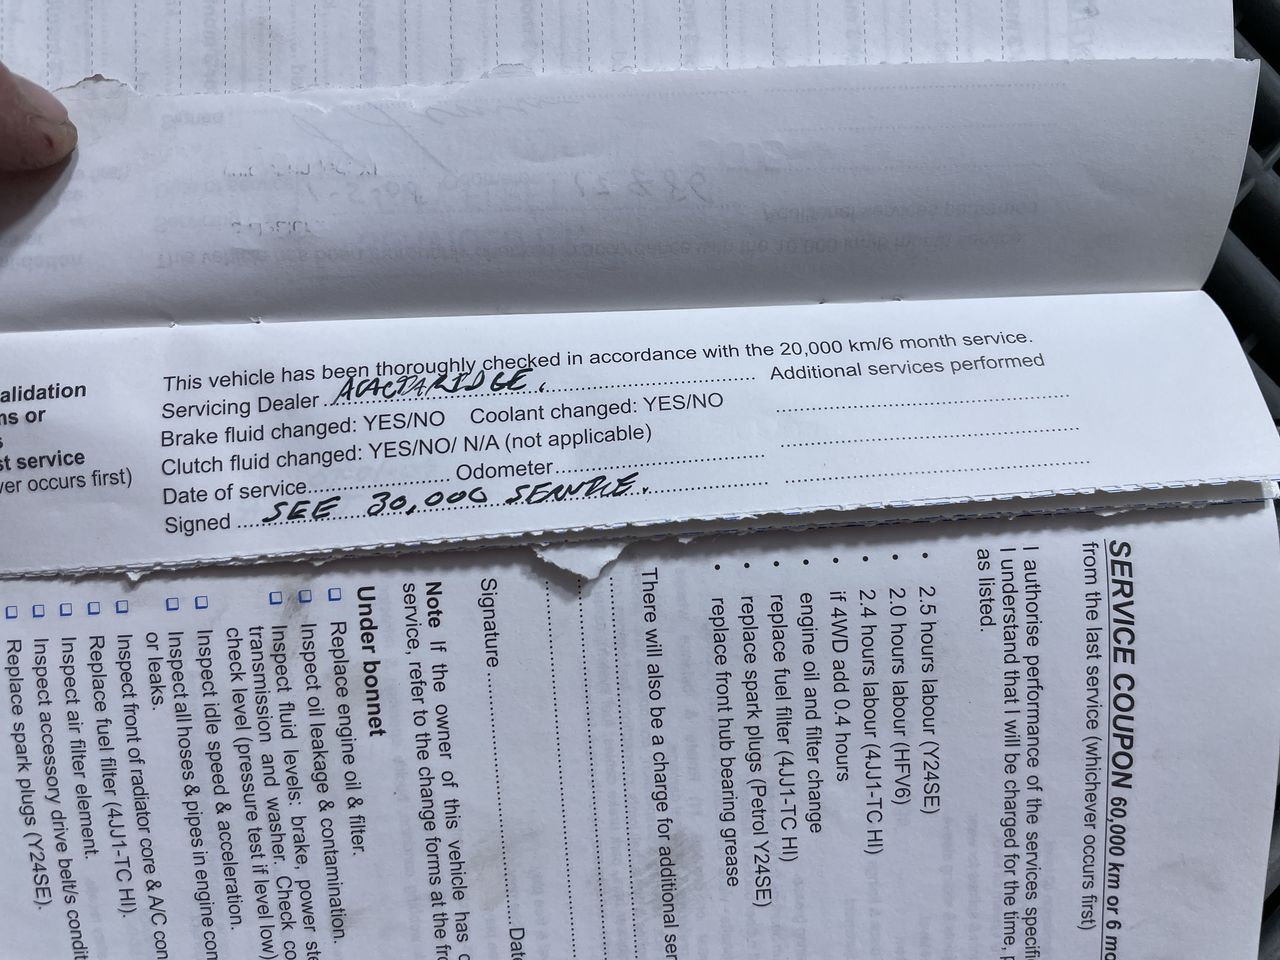 alidation
ns or
s
st service
ver occurs first)
This vehicle has been thoroughly checked in accordance with the 20,000 km/6 month service.
Servicing Dealer
Additional services performed
Brake fluid changed: YES/NO Coolant changed: YES/NO
Clutch fluid changed: YES/NO/ N/A (not applicable)
Date of service Odometer
Signed SEE 30,000
SERVICE COUPON 60,000 km or 6 mo
from the last service (whichever occurs first)
I authorise performance of the services specifi
I understand that I will be charged for the time, p
as listed.
• 2.5 hours labour (Y24SE)
• 2.0 hours labour (HFV6)
• 2.4 hours labour (4JJ1-TC HI)
• if 4WD add 0.4 hours
• engine oil and filter change
• replace fuel filter (4JJ1-TC HI)
• replace spark plugs (Petrol Y24SE)
• replace front hub bearing grease
There will also be a charge for additional ser
Signature Date
Note If the owner of this vehicle has c
service, refer to the change forms at the fro
Under bonnet
Replace engine oil & filter.
Inspect oil leakage & contamination.
Inspect fluid levels: brake, power ste
transmission and washer. Check co
check level (pressure test if level low)
Inspect idle speed & acceleration.
Inspect all hoses & pipes in engine con
or leaks.
Inspect front of radiator core & A/C con
Replace fuel filter (4JJ1-TC HI).
Inspect air filter element.
Inspect accessory drive belt/s condit
Replace spark plugs (Y24SE).